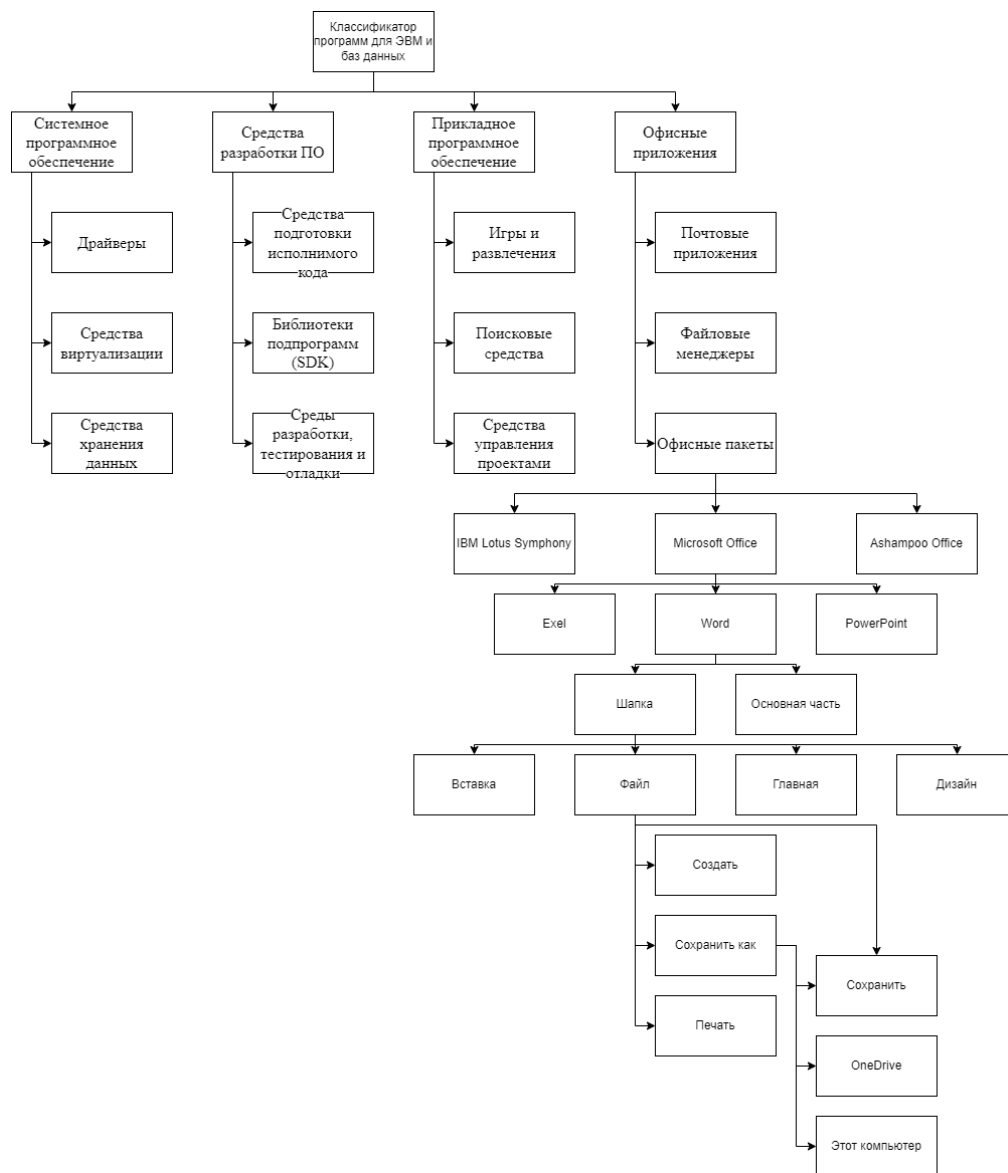 Классификатор
программ для ЭВМ и
баз данных
Системное
программное
обеспечение
Средства
разработки ПО
Прикладное
программное
обеспечение
Офисные
приложения
Драйверы
Средства
подготовки
исполнимого
кода
Игры и
развлечения
Почтовые
приложения
Средства
виртуализации
Библиотеки
подпрограмм
(SDK)
Поисковые
средства
Файловые
менеджеры
Средства
хранения
данных
Среды
разработки,
тестирования и
отладки
Средства
управления
проектами
Офисные пакеты
IBM Lotus Symphony
Microsoft Office
Ashampoo Office
Exel
Word
PowerPoint
Шапка
Основная часть
Вставка
Файл
Главная
Дизайн
Создать
Сохранить как
Сохранить
Печать
OneDrive
Этот компьютер